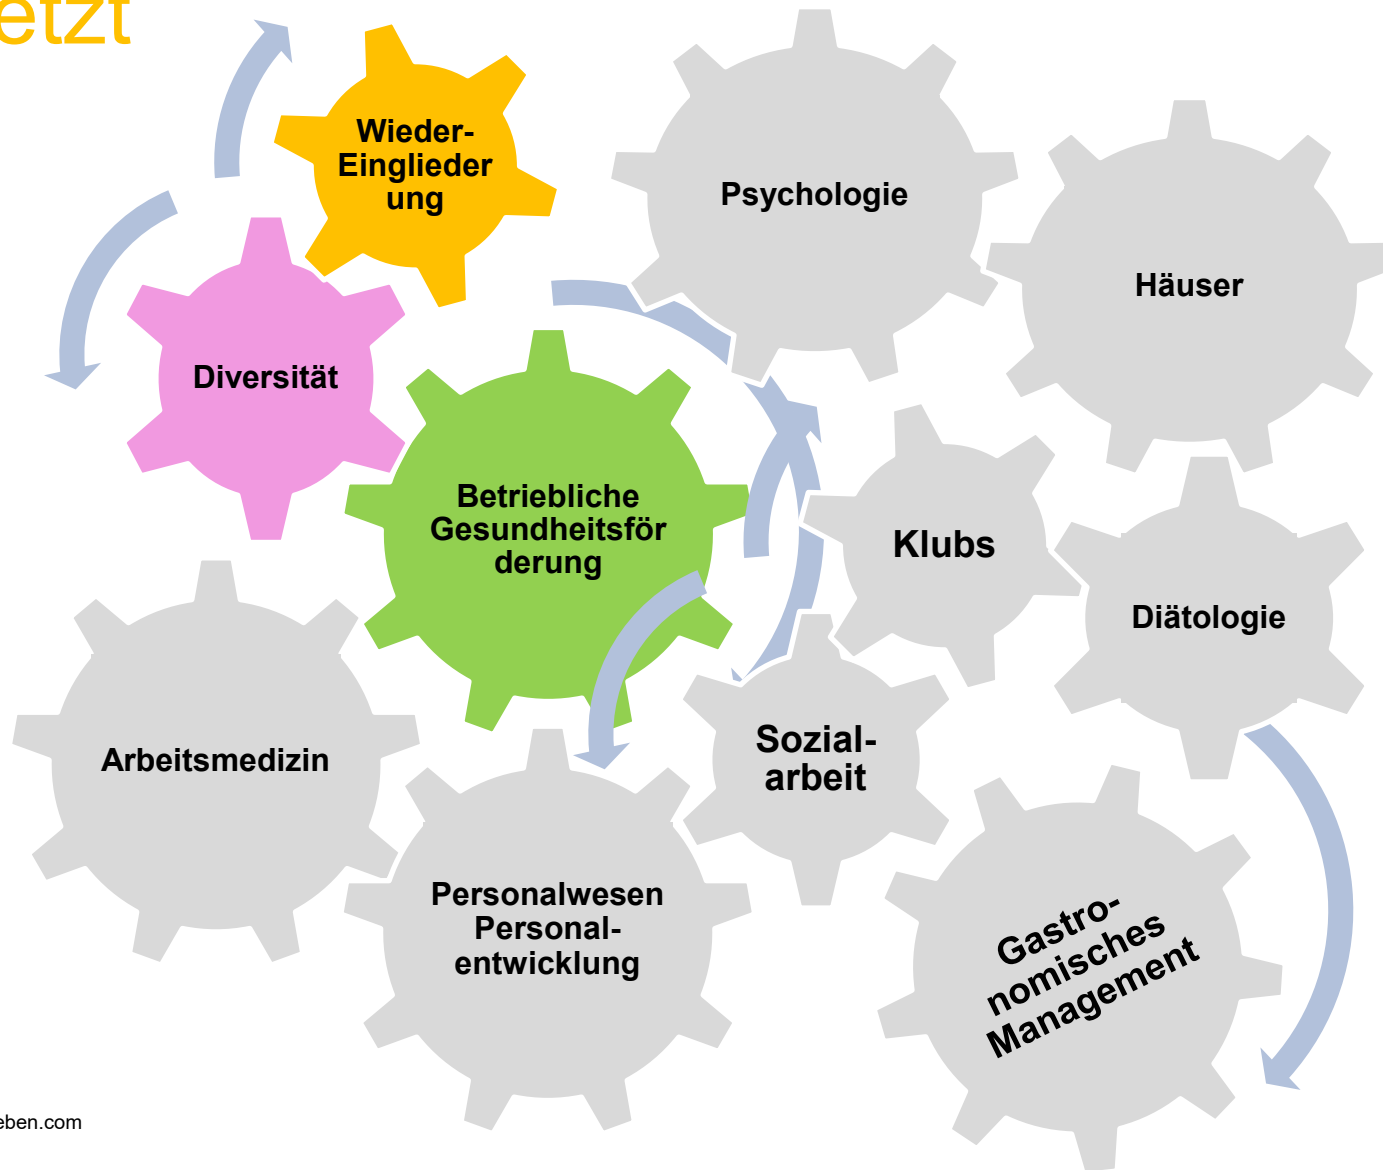 etzt
Wieder-
Einglieder
ung
Psychologie
Häuser
Diversität
Betriebliche
Gesundheitsför
derung
Klubs
Diätologie
Arbeitsmedizin
Sozial-
arbeit
Personalwesen
Personal-
entwicklung
Gastro-
nomisches
Management
eben.com